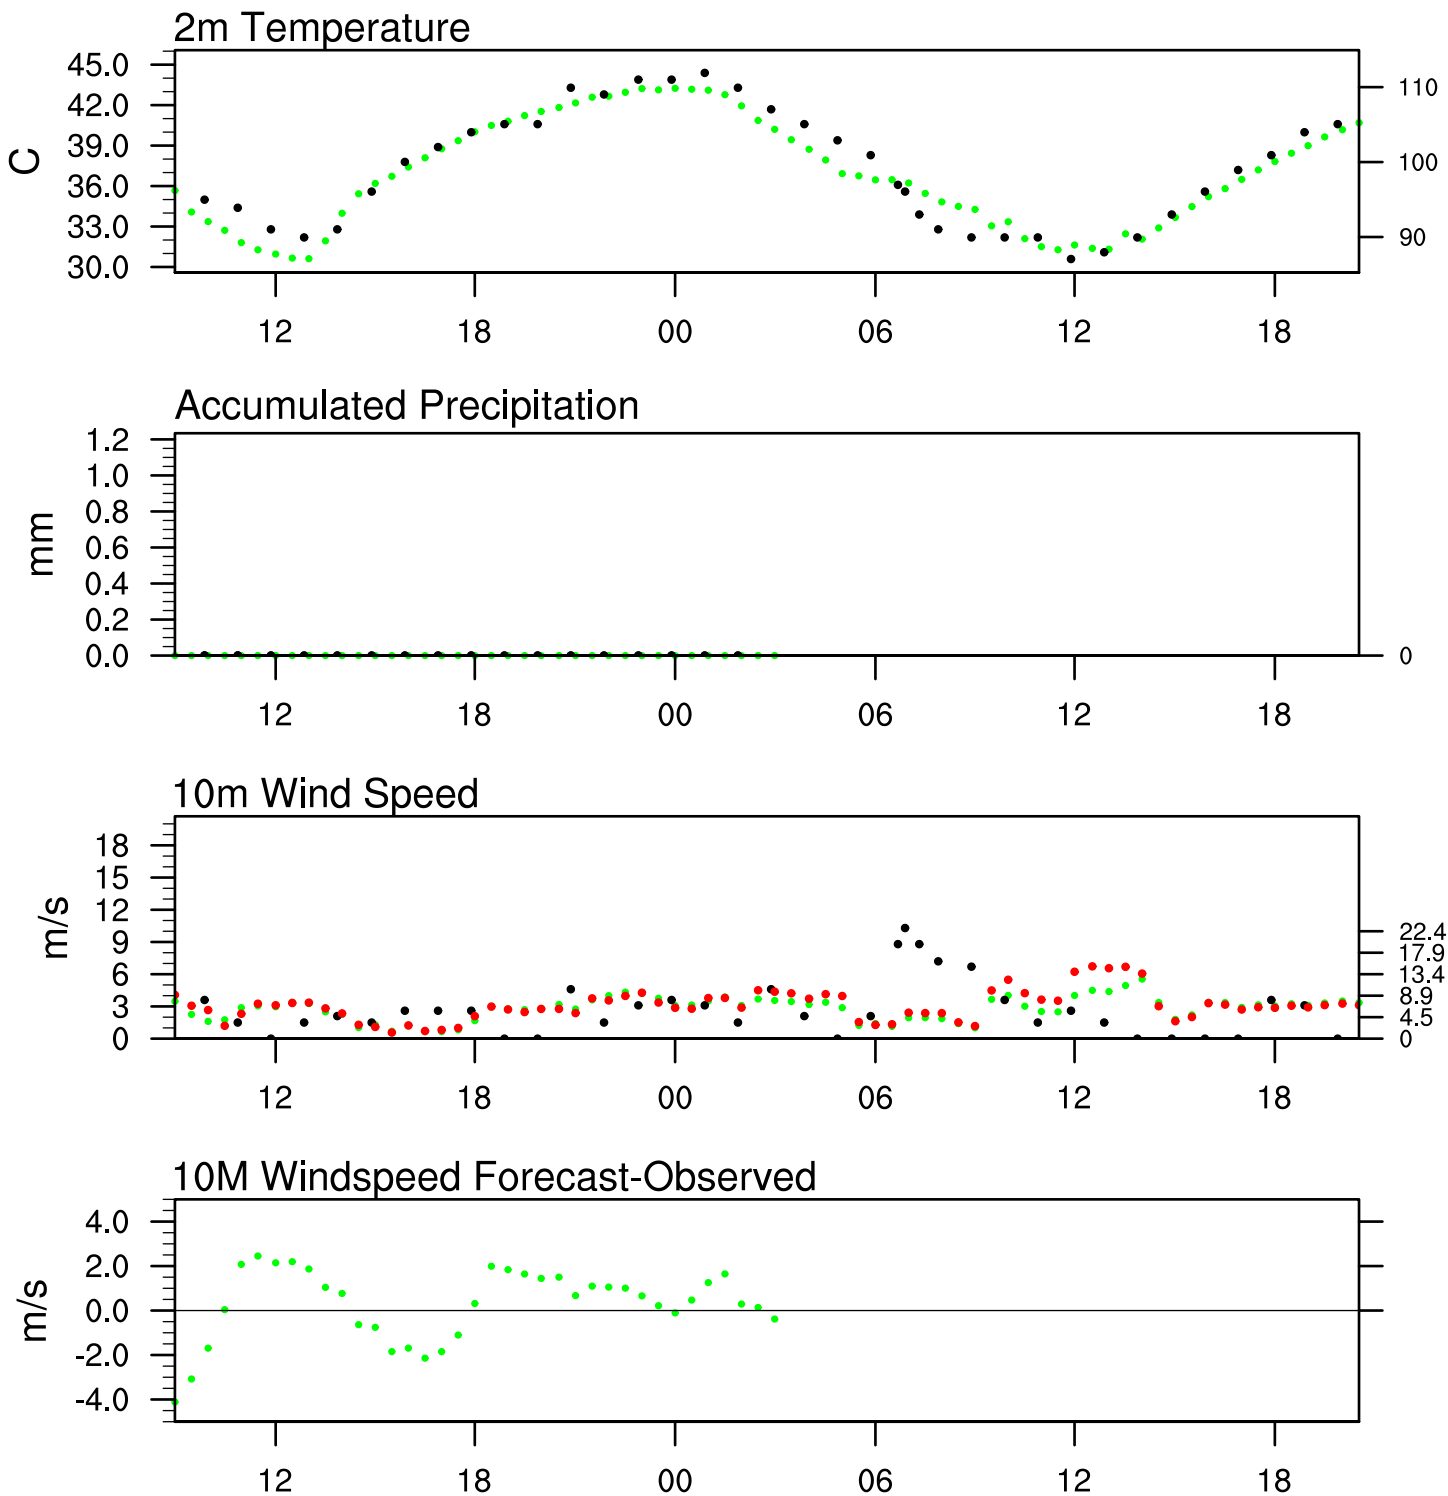 2m Temperature
45.0
42.0
39.0
36.0
33.0
30.0
C
110
100
90
12 18 00 06 12 18
Accumulated Precipitation
1.2
1.0
0.8
0.6
0.4
0.2
0.0
mm
0
12 18 00 06 12 18
10m Wind Speed
18
15
12
9
6
3
0
m/s
22.4
17.9
13.4
8.9
4.5
0
12 18 00 06 12 18
10M Windspeed Forecast-Observed
4.0
2.0
0.0
-2.0
-4.0
m/s
12 18 00 06 12 18